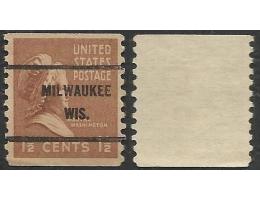 UNITED
STATES
POSTAGE
MILWAUKEE
WIS.
WASHINGTON
1½ CENTS 1½